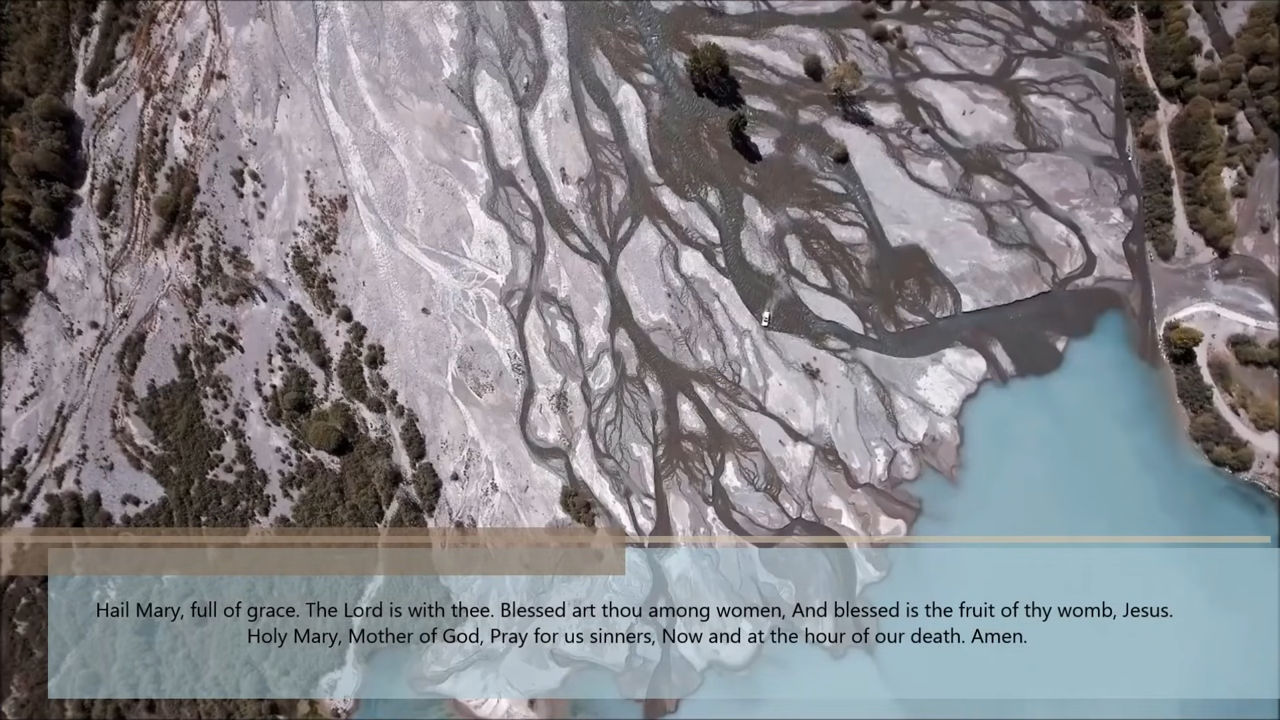 Hail Mary, full of grace. The Lord is with thee. Blessed art thou among women, And blessed is the fruit of thy womb, Jesus.
Holy Mary, Mother of God, Pray for us sinners, Now and at the hour of our death. Amen.